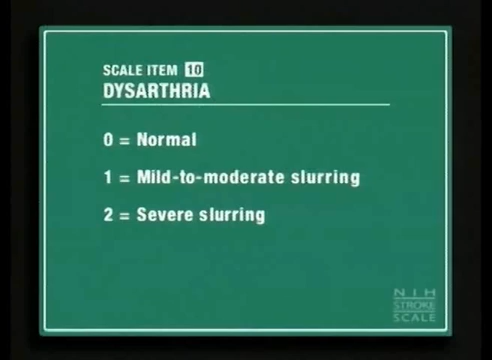 SCALE ITEM 10
DYSARTHRIA
0 = Normal
1 = Mild-to-moderate slurring
2 = Severe slurring
NIH
STROKE
SCALE